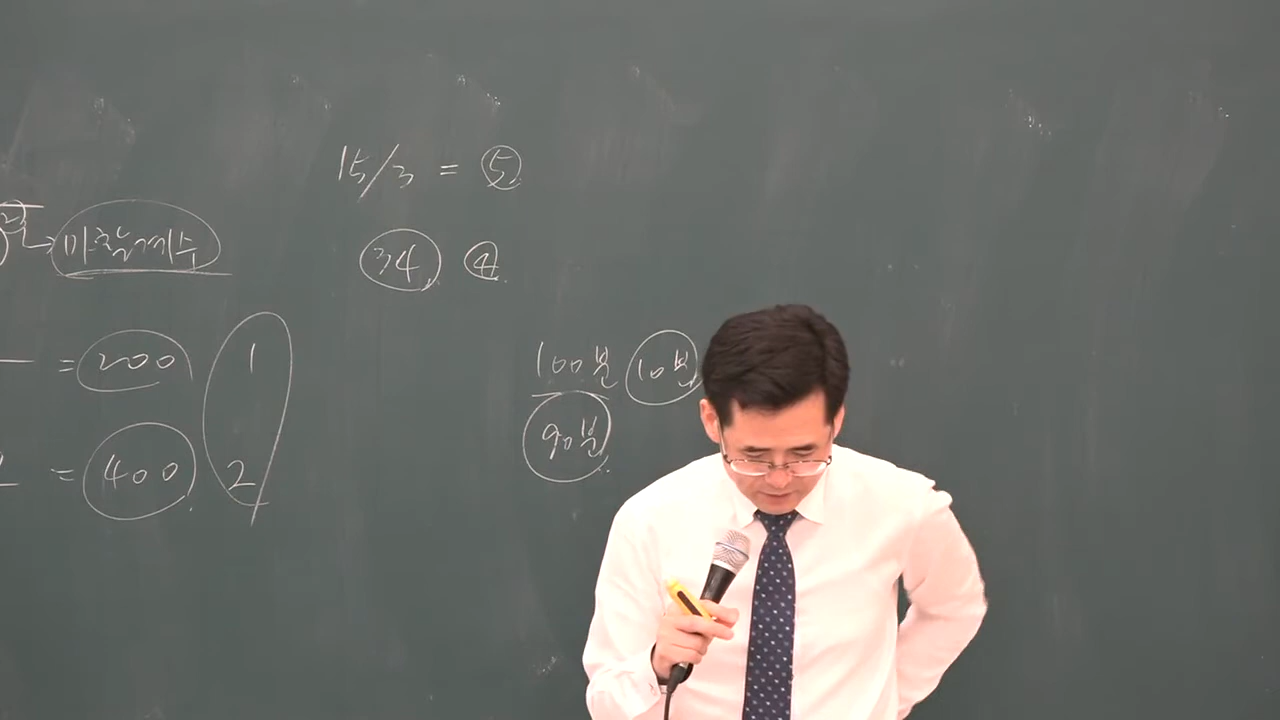 15/3 = ⑤
마찰계수
34 ④
= 200 1
= 400 2
100분 10분
90분